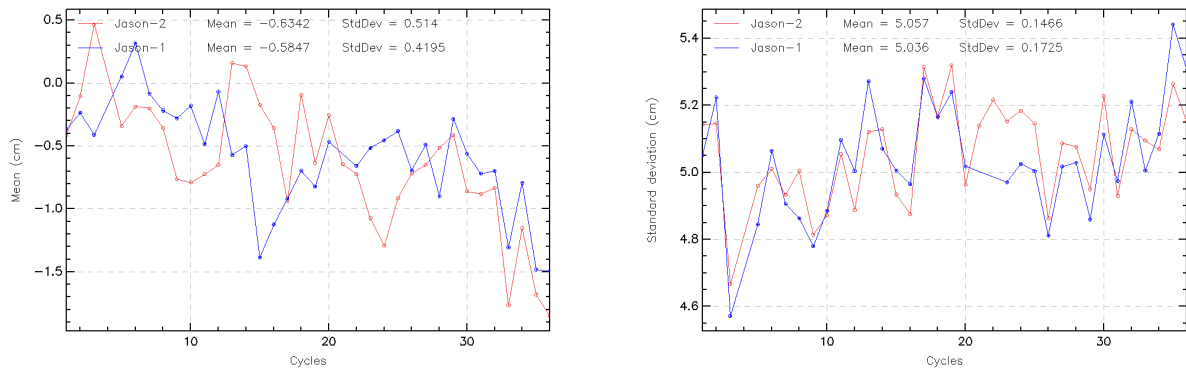 Jason-2 Mean = -0.6342 StdDev = 0.514
Jason-1 Mean = -0.5847 StdDev = 0.4195
0.5
0.0
-0.5
-1.0
-1.5
Mean (cm)
10 20 30
Cycles
Jason-2 Mean = 5.057 StdDev = 0.1466
Jason-1 Mean = 5.036 StdDev = 0.1725
5.4
5.2
5.0
4.8
4.6
Standard deviation (cm)
10 20 30
Cycles